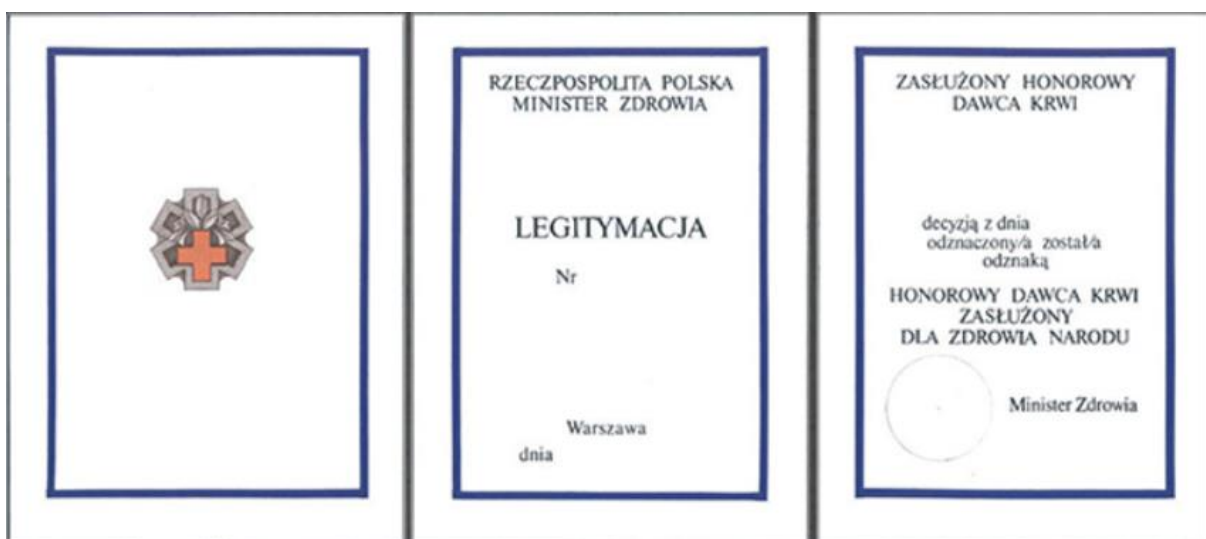 RZECZPOSPOLITA POLSKA
MINISTER ZDROWIA
LEGITYMACJA
Nr
Warszawa
dnia
ZASŁUŻONY HONOROWY
DAWCA KRWI
decyzją z dnia
odznaczony/a został/a
odznaką
HONOROWY DAWCA KRWI
ZASŁUŻONY
DLA ZDROWIA NARODU
Minister Zdrowia